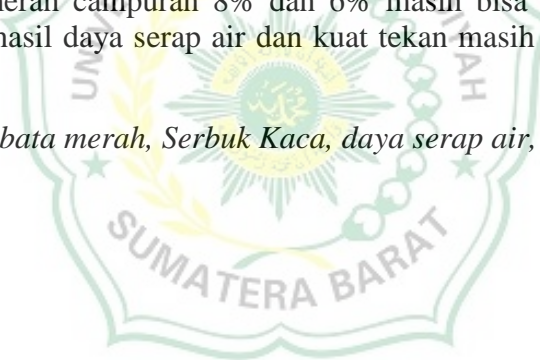 merah campuran 8% dan 6% masih bisa
hasil daya serap air dan kuat tekan masih
bata merah, Serbuk Kaca, daya serap air,
SUMATERA BARAT